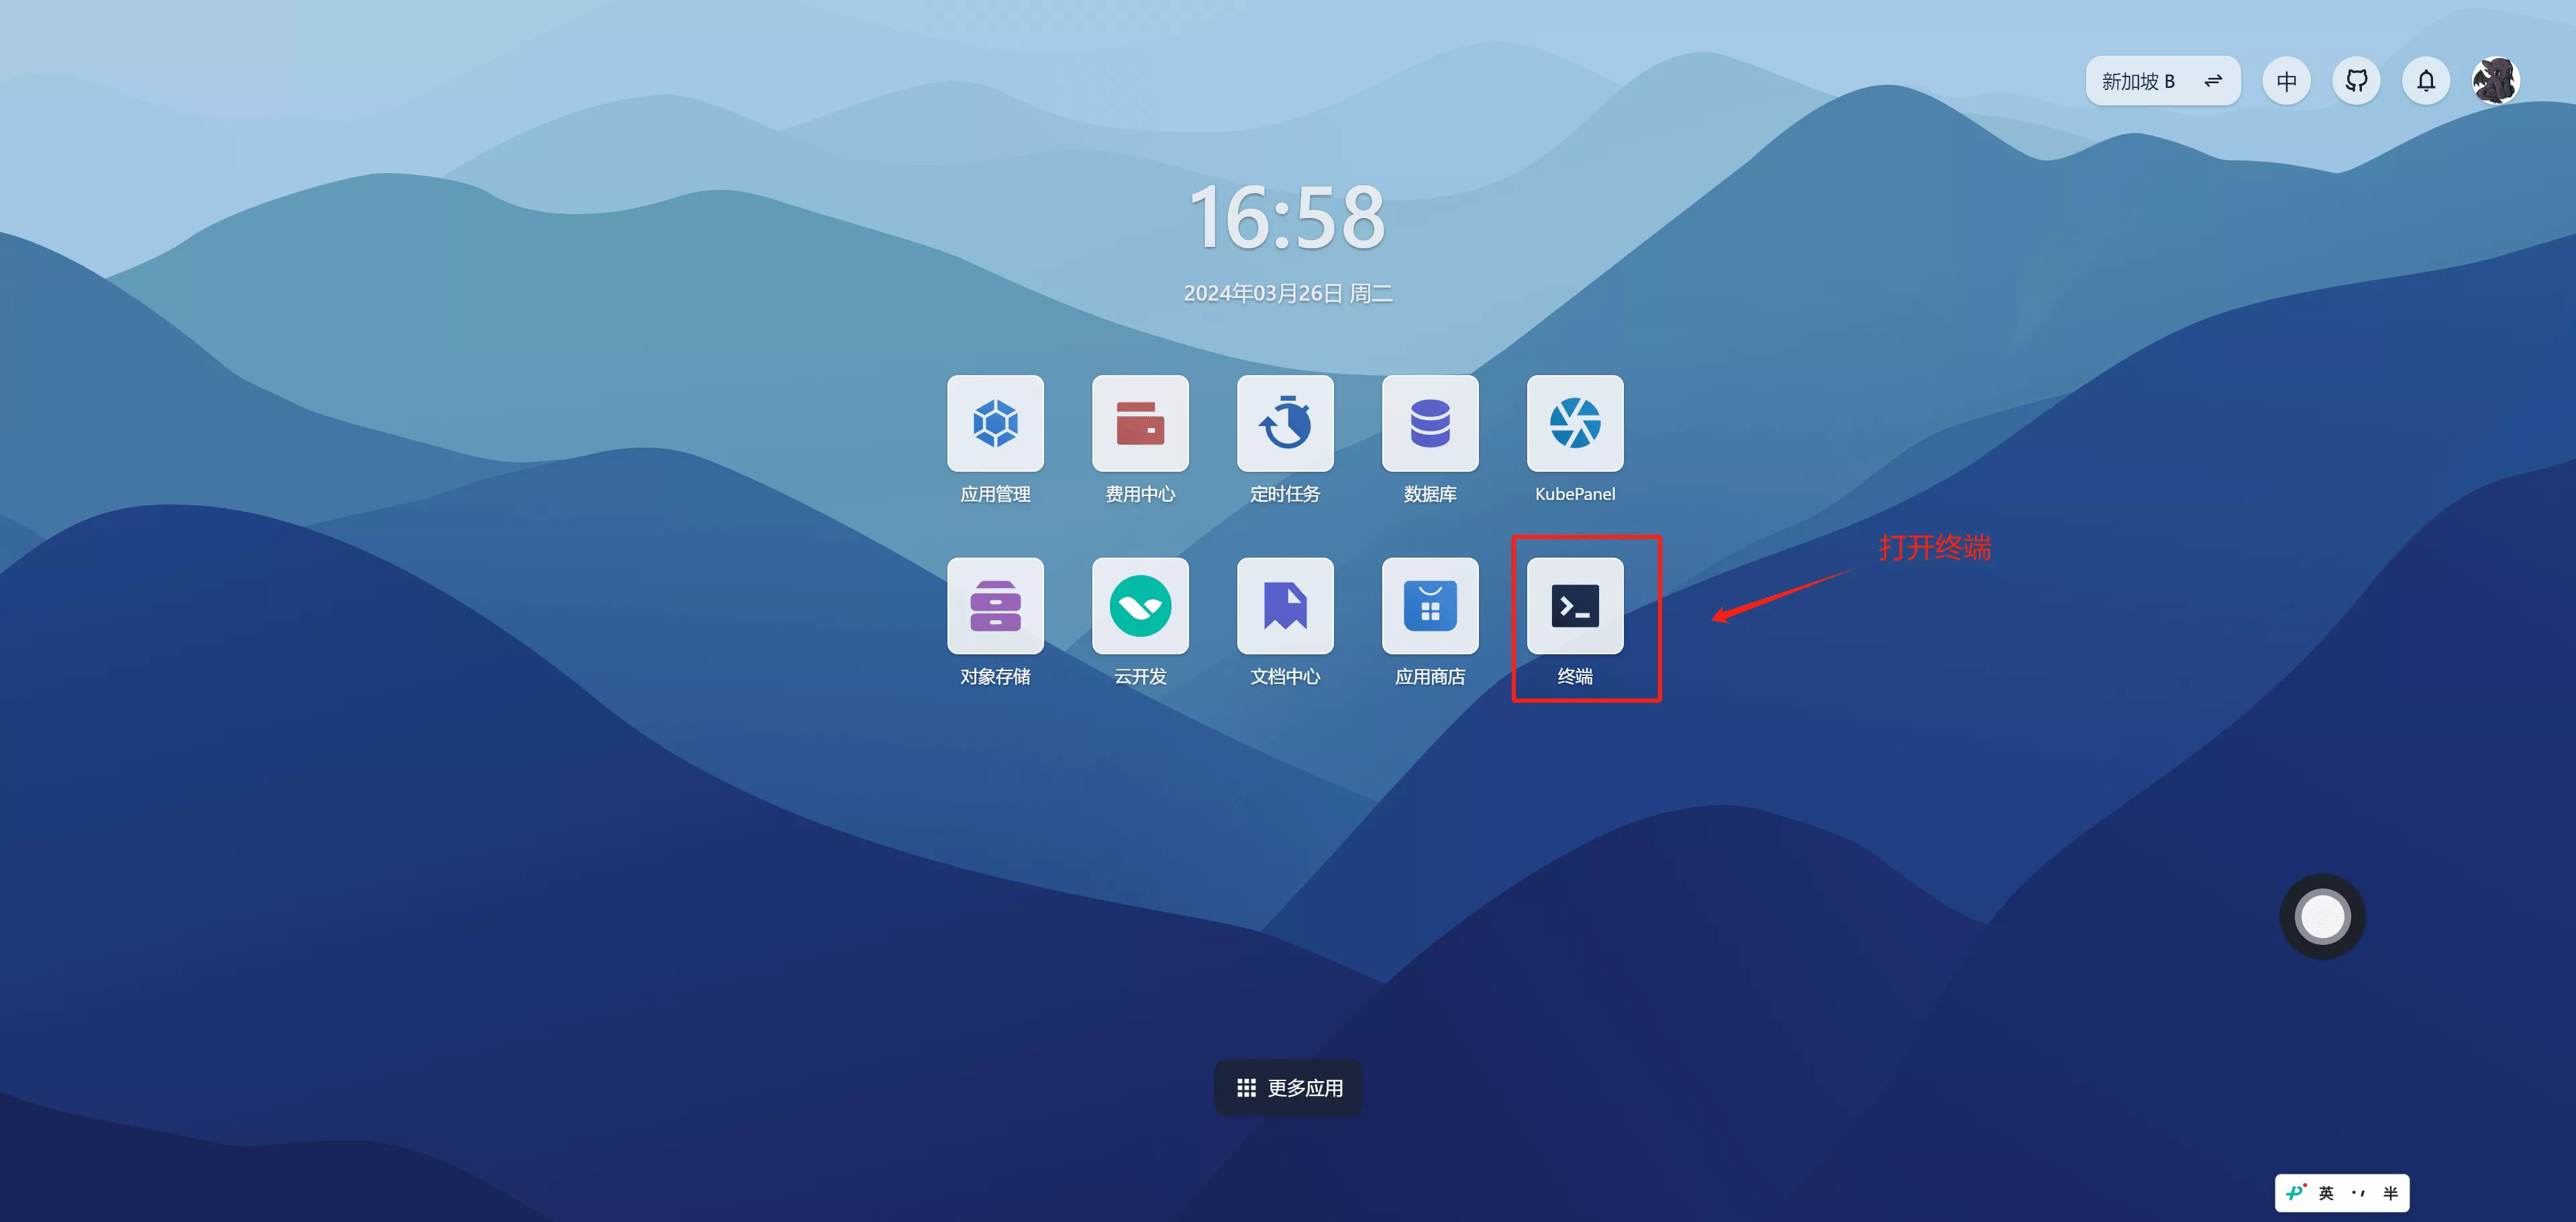 新加坡 B
中
16:58
2024年03月26日 周二
应用管理
费用中心
定时任务
数据库
KubePanel
打开终端
对象存储
云开发
文档中心
应用商店
终端
更多应用
英
半